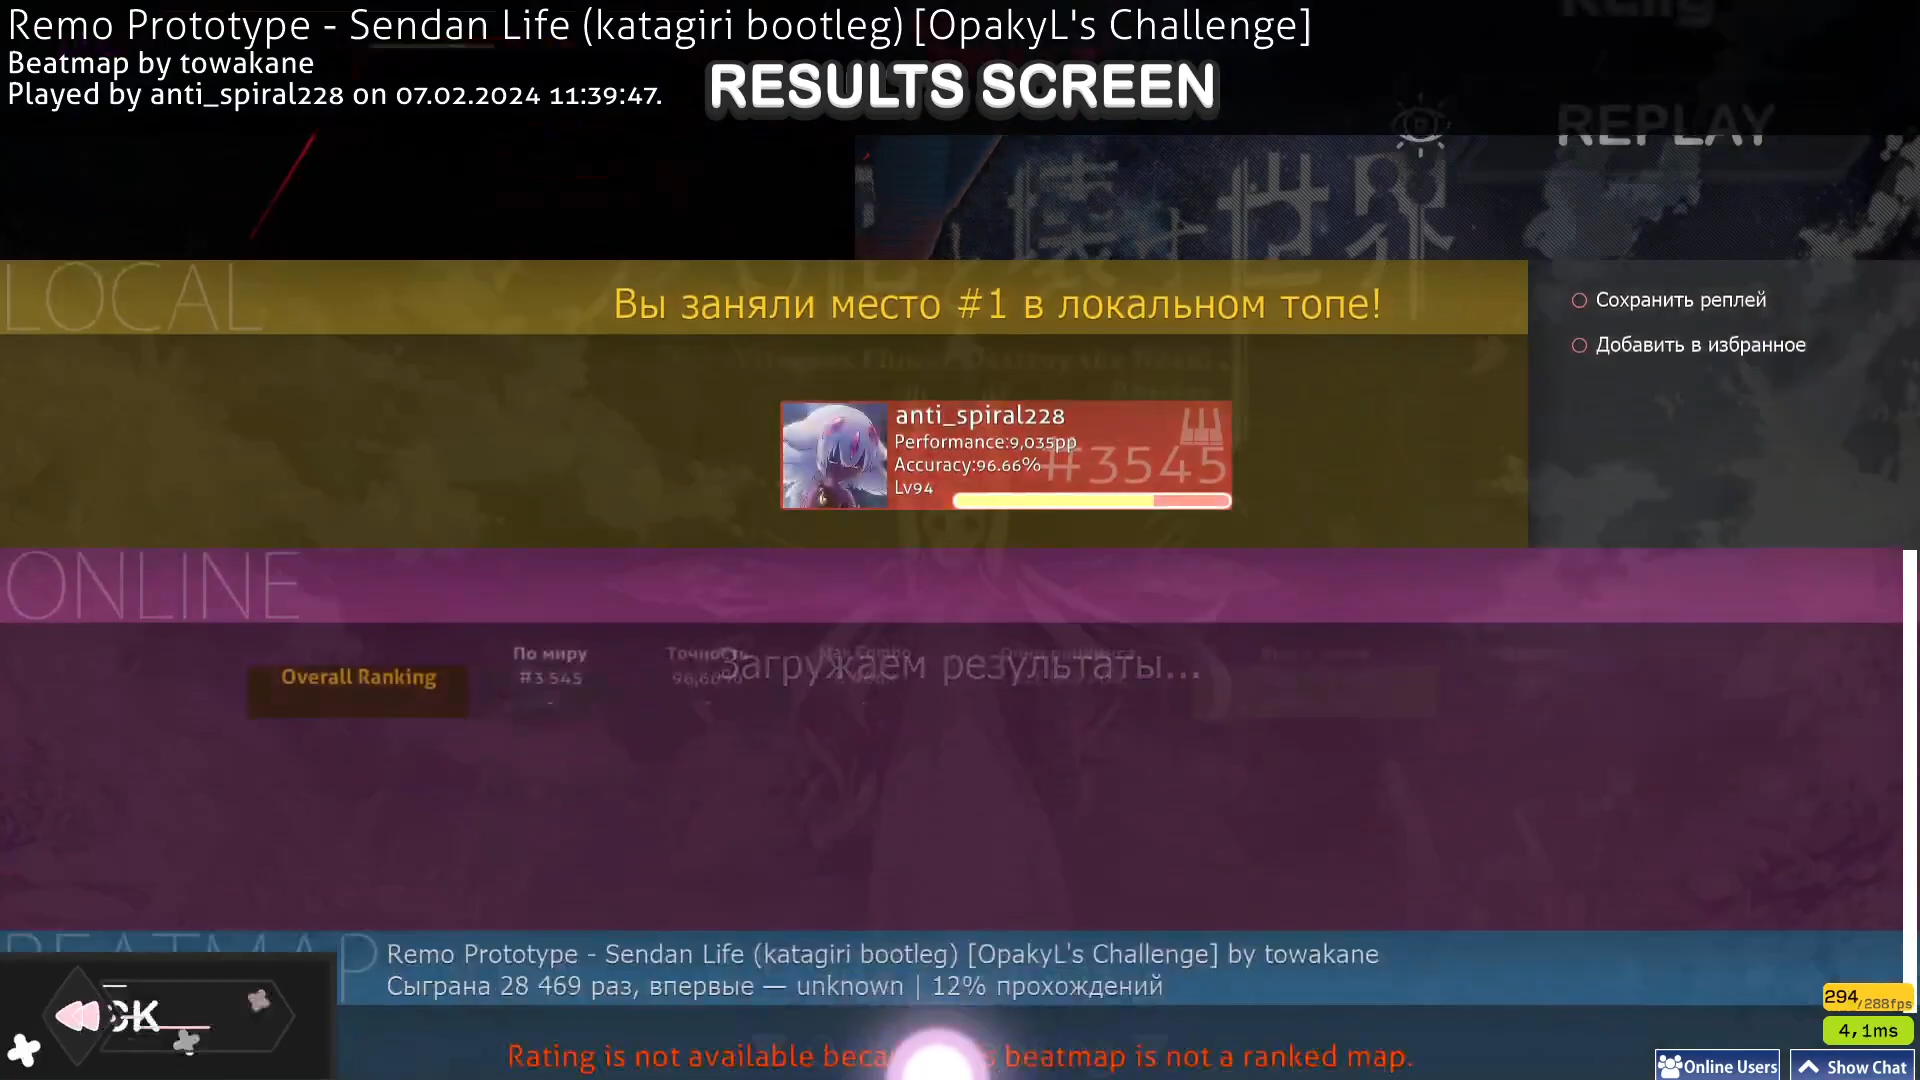 Remo Prototype - Sendan Life (katagiri bootleg) [OpakyL's Challenge]
Beatmap by towakane
Played by anti_spiral228 on 07.02.2024 11:39:47.
RESULTS SCREEN
REPLAY
LOCAL
Вы заняли место #1 в локальном топе!
Сохранить реплей
Добавить в избранное
anti_spiral228
Performance:9,035pp
Accuracy:96.66%
Lv94
#3545
ONLINE
Overall Ranking
По миру
#3 545
Точность
Загружаем результаты...
BEATMAP
Remo Prototype - Sendan Life (katagiri bootleg) [OpakyL's Challenge] by towakane
Сыграна 28 469 раз, впервые — unknown | 12% прохождений
Rating is not available beca s beatmap is not a ranked map.
294/288fps
4,1ms
Online Users
Show Chat